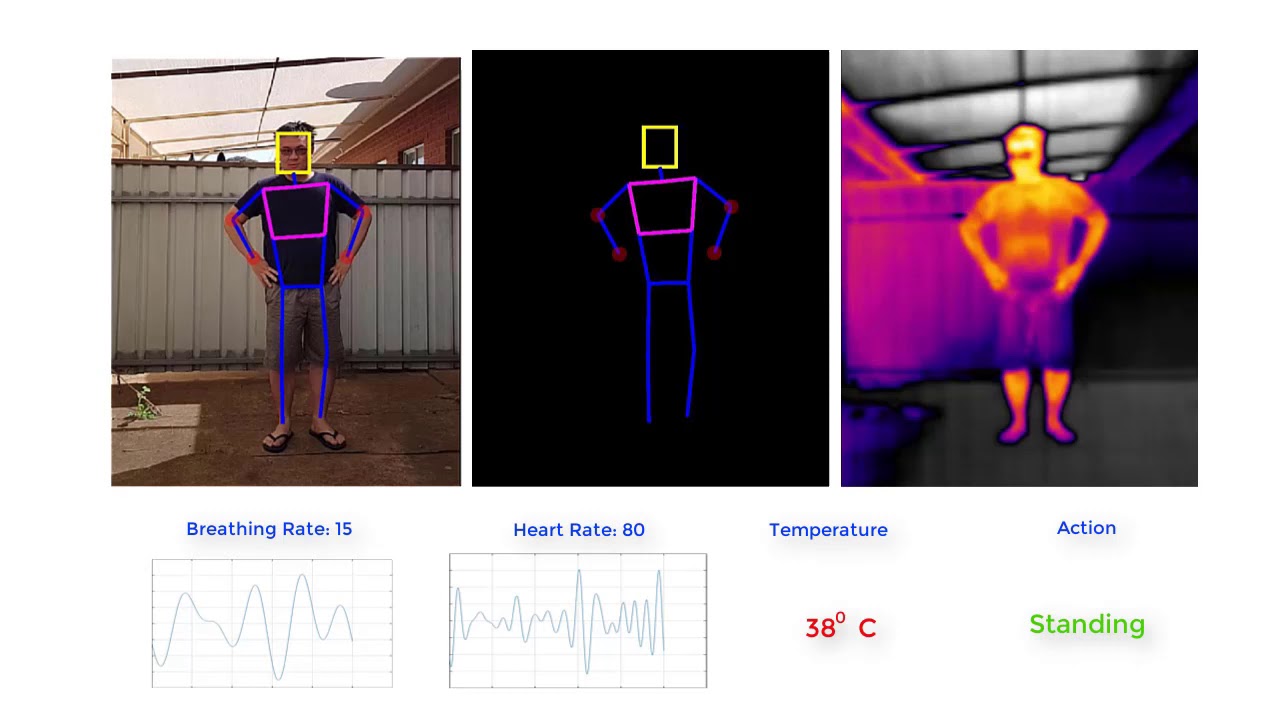 Breathing Rate: 15
Heart Rate: 80
Temperature
Action
38⁰ C
Standing